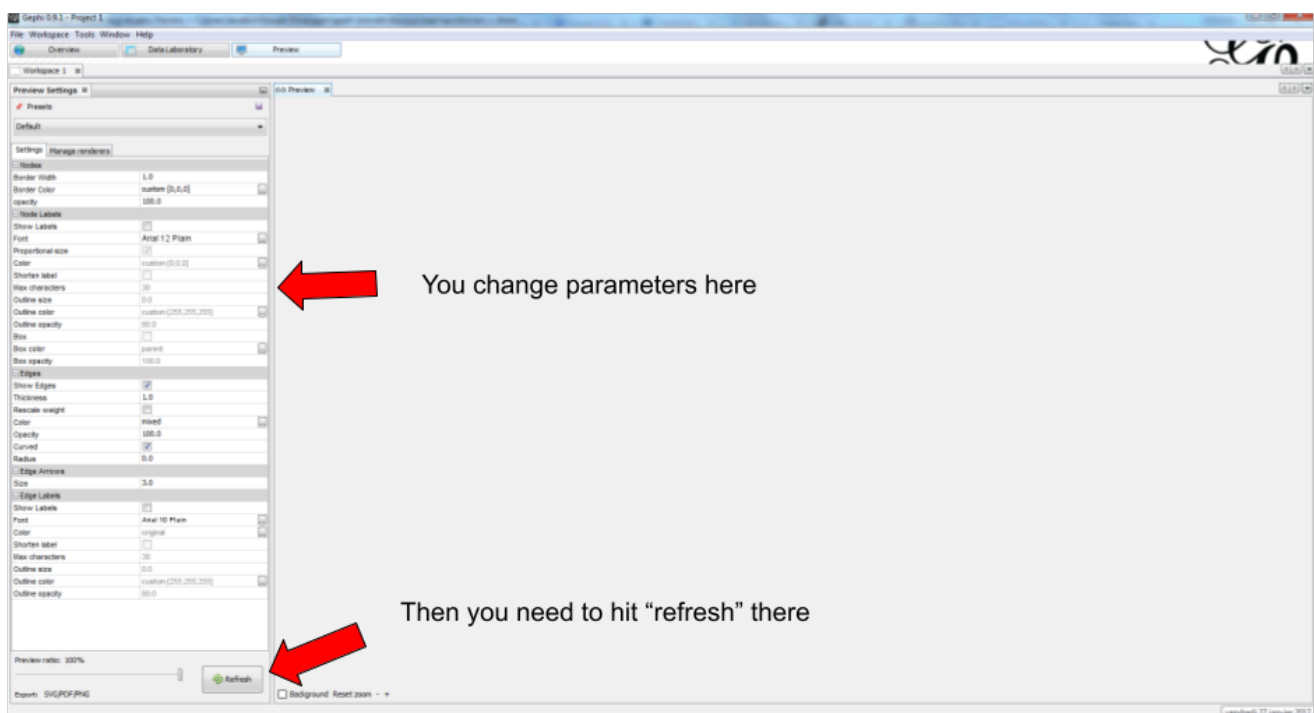 Gephi 0.9.1 - Project 1
File Workspace Tools Window Help
Overview Data Laboratory Preview
Workspace 1
Preview Settings Preview
Presets
Default
Settings Manage renderers
Nodes
Border Width 1.0
Border Color custom [0,0,0]
opacity 100.0
Node Labels
Show Labels
Font Arial 12 Plain
Proportional size
Color custom [0,0,0]
Shorten label
Max characters 30
Outline size 0.0
Outline color custom [255,255,255]
Outline opacity 80.0
Box
Box color parent
Box opacity 100.0
Edges
Show Edges
Thickness 1.0
Rescale weight
Color mixed
Opacity 100.0
Curved
Radius 0.0
Edge Arrows
Size 3.0
Edge Labels
Show Labels
Font Arial 10 Plain
Color original
Shorten label
Max characters 30
Outline size 0.0
Outline color custom [255,255,255]
Outline opacity 80.0
You change parameters here
Then you need to hit “refresh” there
Preview ratio: 100%
Refresh
Export: SVG/PDF/PNG
Background Reset zoom - +
vendredi 27 janvier 2017